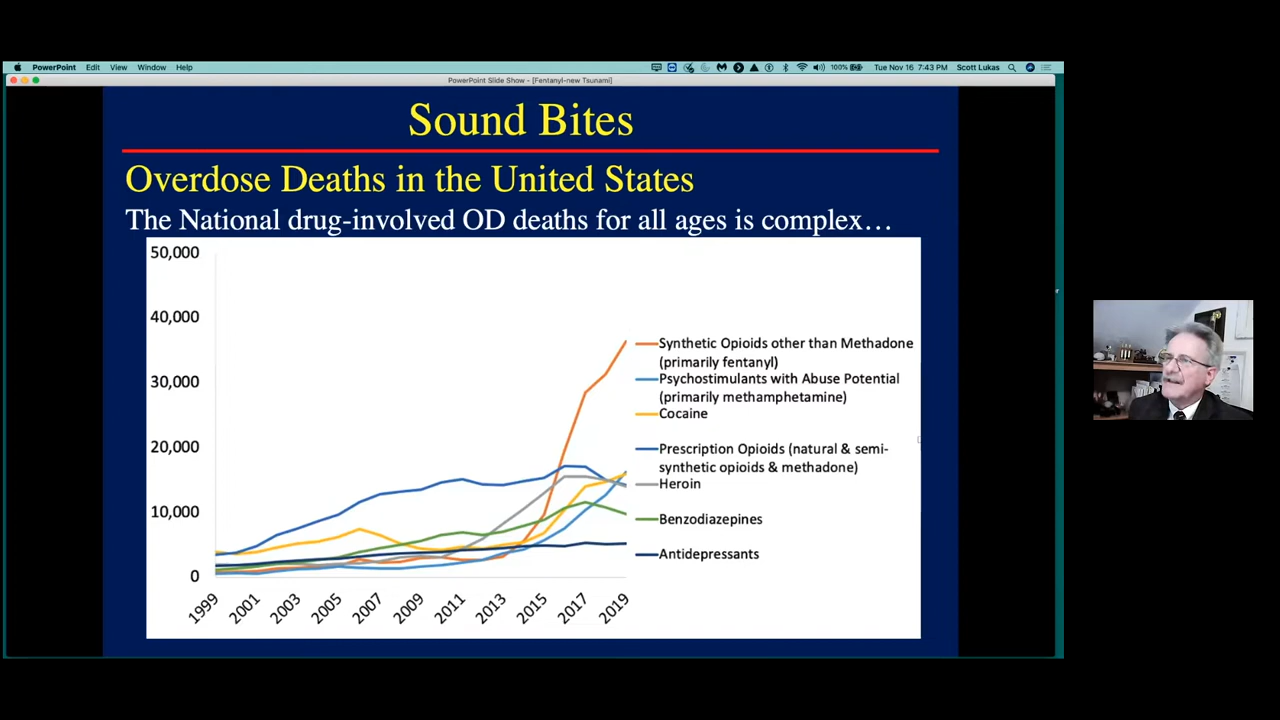 PowerPoint Edit View Window Help
100% Tue Nov 16 7:43 PM Scott Lukas
PowerPoint Slide Show - [Fentanyl-new Tsunami]
Sound Bites
Overdose Deaths in the United States
The National drug-involved OD deaths for all ages is complex…
50,000
40,000
30,000
20,000
10,000
0
1999 2001 2003 2005 2007 2009 2011 2013 2015 2017 2019
Synthetic Opioids other than Methadone
(primarily fentanyl)
Psychostimulants with Abuse Potential
(primarily methamphetamine)
Cocaine
Prescription Opioids (natural & semi-
synthetic opioids & methadone)
Heroin
Benzodiazepines
Antidepressants